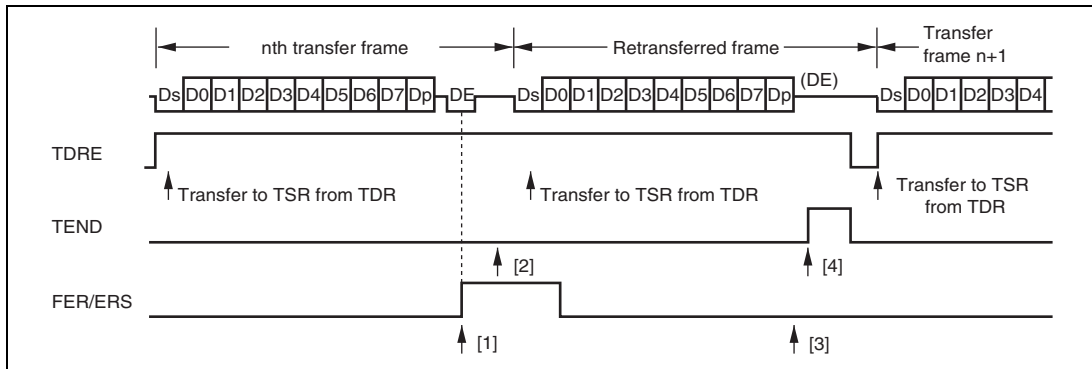 nth transfer frame
Retransferred frame
Transfer
frame n+1
Ds D0 D1 D2 D3 D4 D5 D6 D7 Dp DE
Ds D0 D1 D2 D3 D4 D5 D6 D7 Dp (DE)
Ds D0 D1 D2 D3 D4
TDRE
Transfer to TSR from TDR
Transfer to TSR from TDR
Transfer to TSR
from TDR
TEND
[2]
[4]
FER/ERS
[1]
[3]